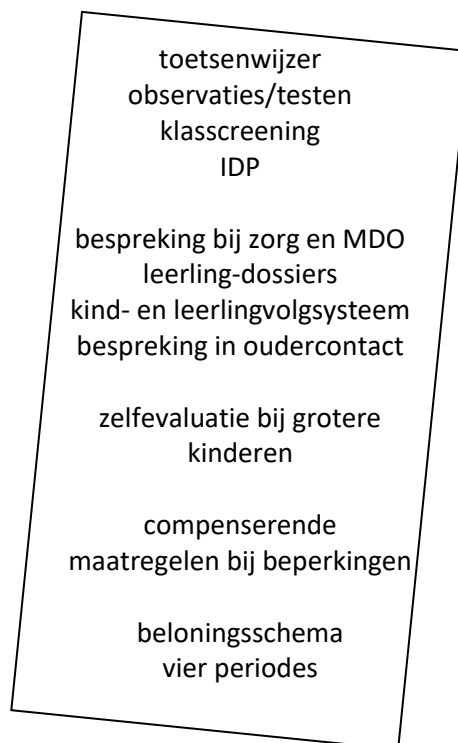 toetsenwijzer
observaties/testen
klasscreening
IDP
bespreking bij zorg en MDO
leerling-dossiers
kind- en leerlingvolgsysteem
bespreking in oudercontact
zelfevaluatie bij grotere
kinderen
compenserende
maatregelen bij beperkingen
beloningsschema
vier periodes